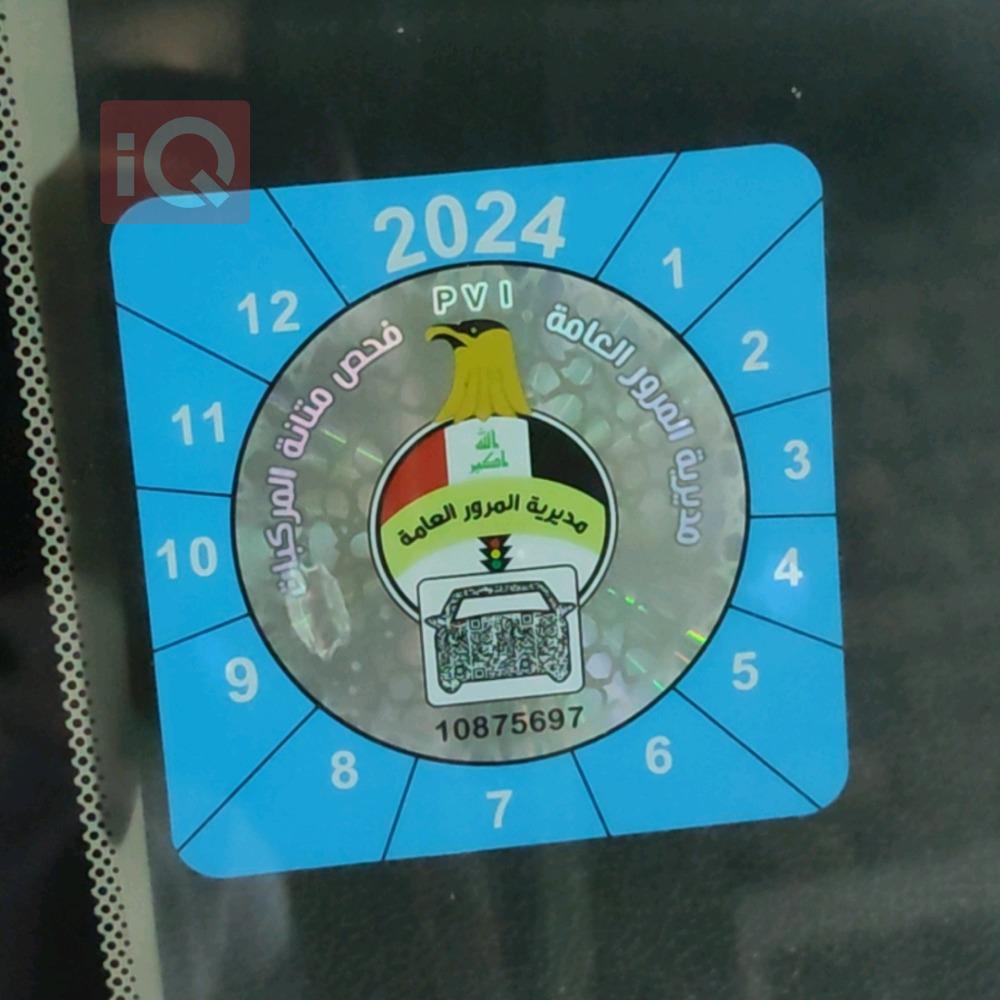 iQ
2024
PVI
فحص متانة المركبات
مديرية المرور العامة
الله
اكبر
مديرية المرور العامة
10875697
1
2
3
4
5
6
7
8
9
10
11
12